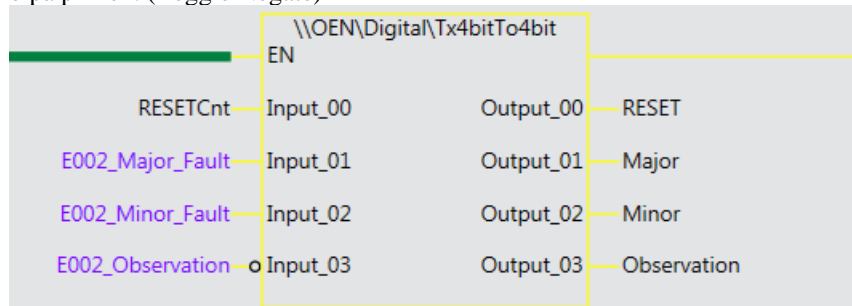 \\OEN\Digital\Tx4bitTo4bit
EN
RESETCnt Input_00 Output_00 RESET
E002_Major_Fault Input_01 Output_01 Major
E002_Minor_Fault Input_02 Output_02 Minor
E002_Observation Input_03 Output_03 Observation